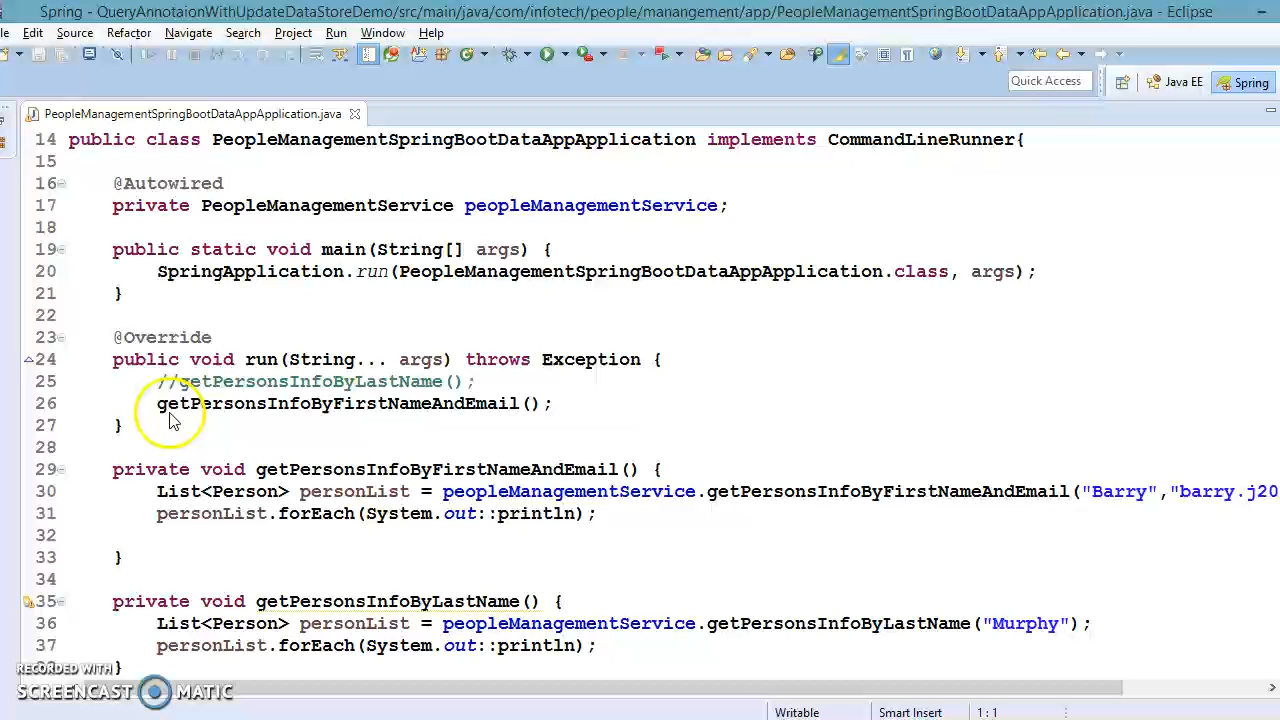 Spring - QueryAnnotaionWithUpdateDataStoreDemo/src/main/java/com/infotech/people/manangement/app/PeopleManagementSpringBootDataAppApplication.java - Eclipse
Edit Source Refactor Navigate Search Project Run Window Help
Quick Access
Java EE
Spring
PeopleManagementSpringBootDataAppApplication.java
14 public class PeopleManagementSpringBootDataAppApplication implements CommandLineRunner{
15
16 @Autowired
17 private PeopleManagementService peopleManagementService;
18
19 public static void main(String[] args) {
20 SpringApplication.run(PeopleManagementSpringBootDataAppApplication.class, args);
21 }
22
23 @Override
24 public void run(String... args) throws Exception {
25 //getPersonsInfoByLastName();
26 getPersonsInfoByFirstNameAndEmail();
27 }
28
29 private void getPersonsInfoByFirstNameAndEmail() {
30 List<Person> personList = peopleManagementService.getPersonsInfoByFirstNameAndEmail("Barry","barry.j20
31 personList.forEach(System.out::println);
32
33 }
34
35 private void getPersonsInfoByLastName() {
36 List<Person> personList = peopleManagementService.getPersonsInfoByLastName("Murphy");
37 personList.forEach(System.out::println);
}
RECORDED WITH
SCREENCAST MATIC
Writable Smart Insert 1 : 1